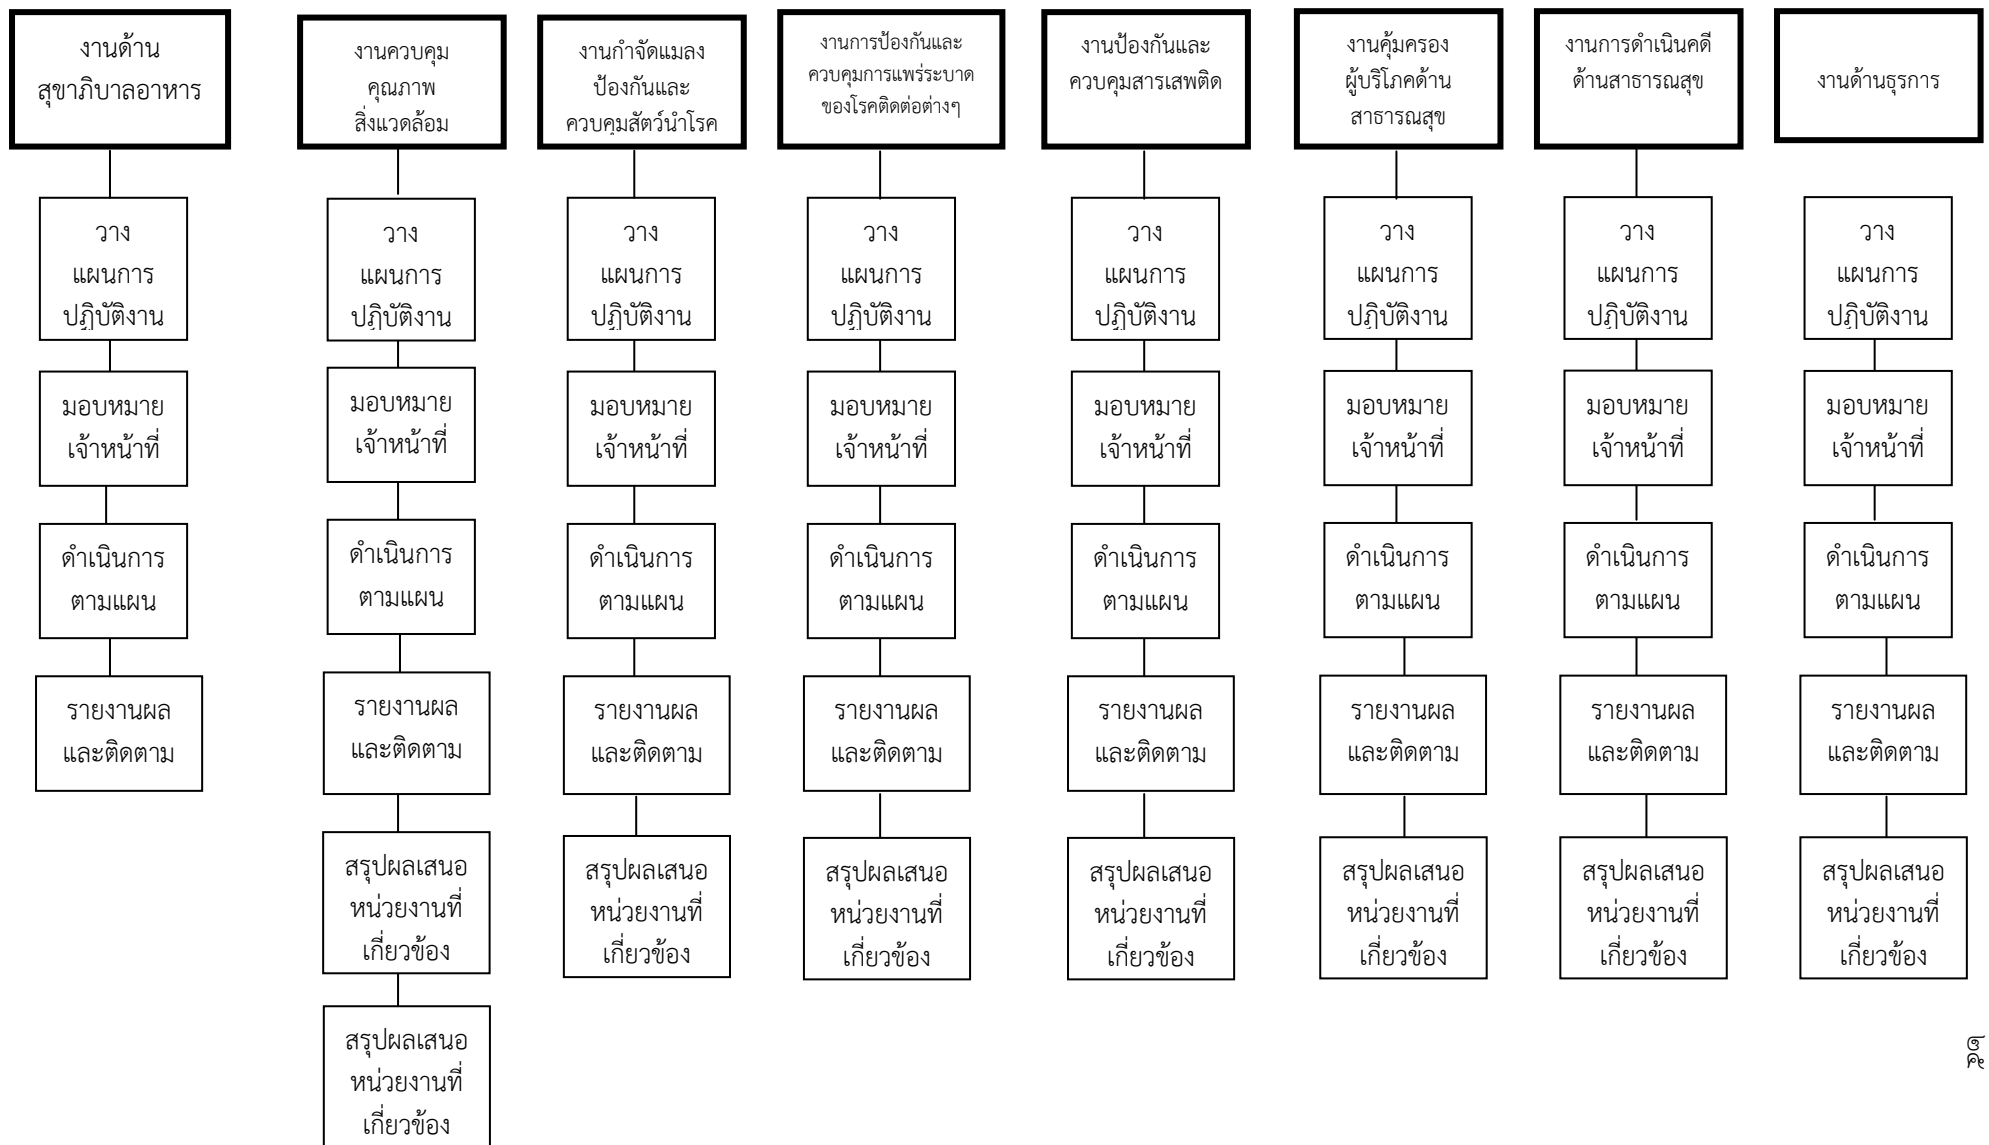 งานด้าน
สุขาภิบาลอาหาร
วาง
แผนการ
ปฏิบัติงาน
มอบหมาย
เจ้าหน้าที่
ดำเนินการ
ตามแผน
รายงานผล
และติดตาม
งานควบคุม
คุณภาพ
สิ่งแวดล้อม
วาง
แผนการ
ปฏิบัติงาน
มอบหมาย
เจ้าหน้าที่
ดำเนินการ
ตามแผน
รายงานผล
และติดตาม
สรุปผลเสนอ
หน่วยงานที่
เกี่ยวข้อง
สรุปผลเสนอ
หน่วยงานที่
เกี่ยวข้อง
งานกำจัดแมลง
ป้องกันและ
ควบคุมสัตว์นำโรค
วาง
แผนการ
ปฏิบัติงาน
มอบหมาย
เจ้าหน้าที่
ดำเนินการ
ตามแผน
รายงานผล
และติดตาม
สรุปผลเสนอ
หน่วยงานที่
เกี่ยวข้อง
งานการป้องกันและ
ควบคุมการแพร่ระบาด
ของโรคติดต่อต่างๆ
วาง
แผนการ
ปฏิบัติงาน
มอบหมาย
เจ้าหน้าที่
ดำเนินการ
ตามแผน
รายงานผล
และติดตาม
สรุปผลเสนอ
หน่วยงานที่
เกี่ยวข้อง
งานป้องกันและ
ควบคุมสารเสพติด
วาง
แผนการ
ปฏิบัติงาน
มอบหมาย
เจ้าหน้าที่
ดำเนินการ
ตามแผน
รายงานผล
และติดตาม
สรุปผลเสนอ
หน่วยงานที่
เกี่ยวข้อง
งานคุ้มครอง
ผู้บริโภคด้าน
สาธารณสุข
วาง
แผนการ
ปฏิบัติงาน
มอบหมาย
เจ้าหน้าที่
ดำเนินการ
ตามแผน
รายงานผล
และติดตาม
สรุปผลเสนอ
หน่วยงานที่
เกี่ยวข้อง
งานการดำเนินคดี
ด้านสาธารณสุข
วาง
แผนการ
ปฏิบัติงาน
มอบหมาย
เจ้าหน้าที่
ดำเนินการ
ตามแผน
รายงานผล
และติดตาม
สรุปผลเสนอ
หน่วยงานที่
เกี่ยวข้อง
งานด้านธุรการ
วาง
แผนการ
ปฏิบัติงาน
มอบหมาย
เจ้าหน้าที่
ดำเนินการ
ตามแผน
รายงานผล
และติดตาม
สรุปผลเสนอ
หน่วยงานที่
เกี่ยวข้อง
๒๕